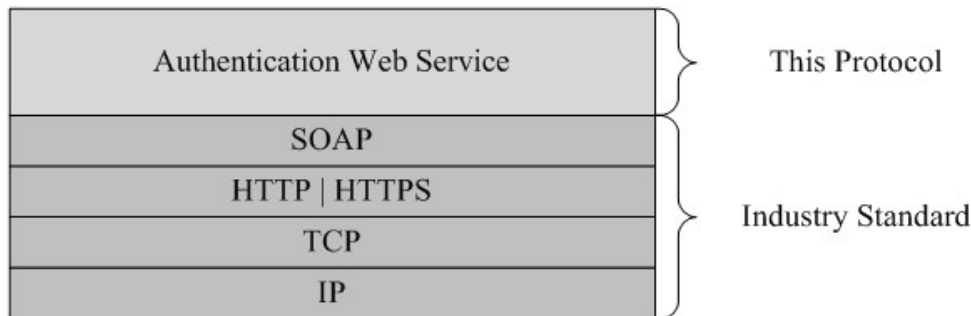 Authentication Web Service
This Protocol
SOAP
HTTP | HTTPS
TCP
IP
Industry Standard